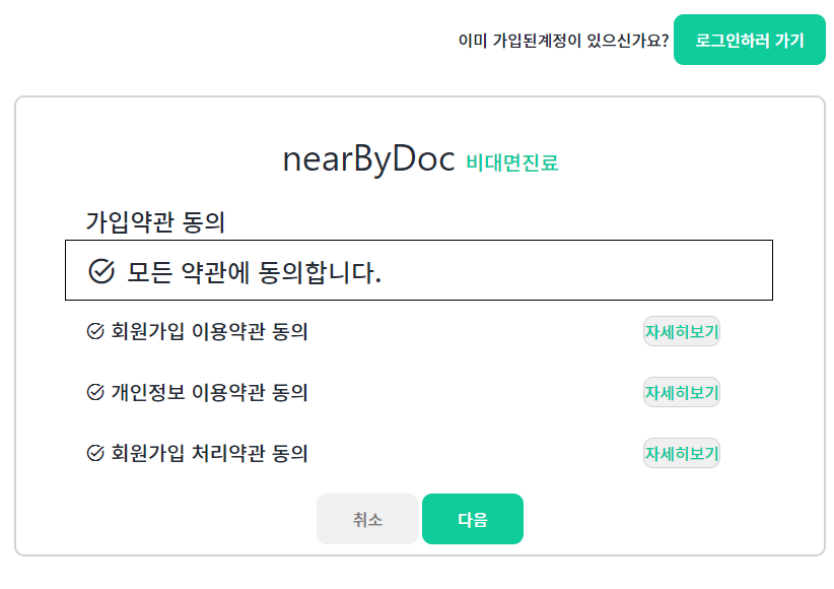 이미 가입된계정이 있으신가요? 로그인하러 가기
nearByDoc 비대면진료
가입약관 동의
모든 약관에 동의합니다.
회원가입 이용약관 동의 자세히보기
개인정보 이용약관 동의 자세히보기
회원가입 처리약관 동의 자세히보기
취소 다음